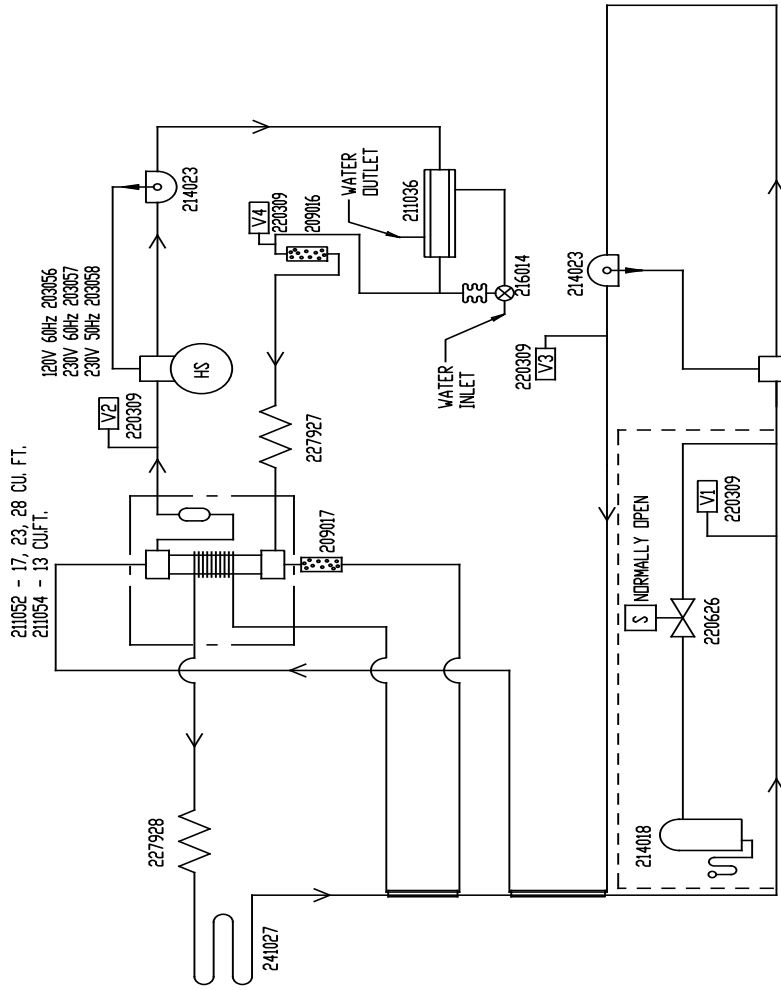 211052 - 17, 23, 28 CU. FT.
211054 - 13 CU.FT.
120V 60Hz 203056
230V 60Hz 203057
230V 50Hz 203058
V2
220309
HS
214023
V4
220309
209016
WATER
OUTLET
211036
WATER
INLET
216014
227927
209017
227928
241027
V3
220309
214023
S
NORMALLY OPEN
220626
V1
220309
214018